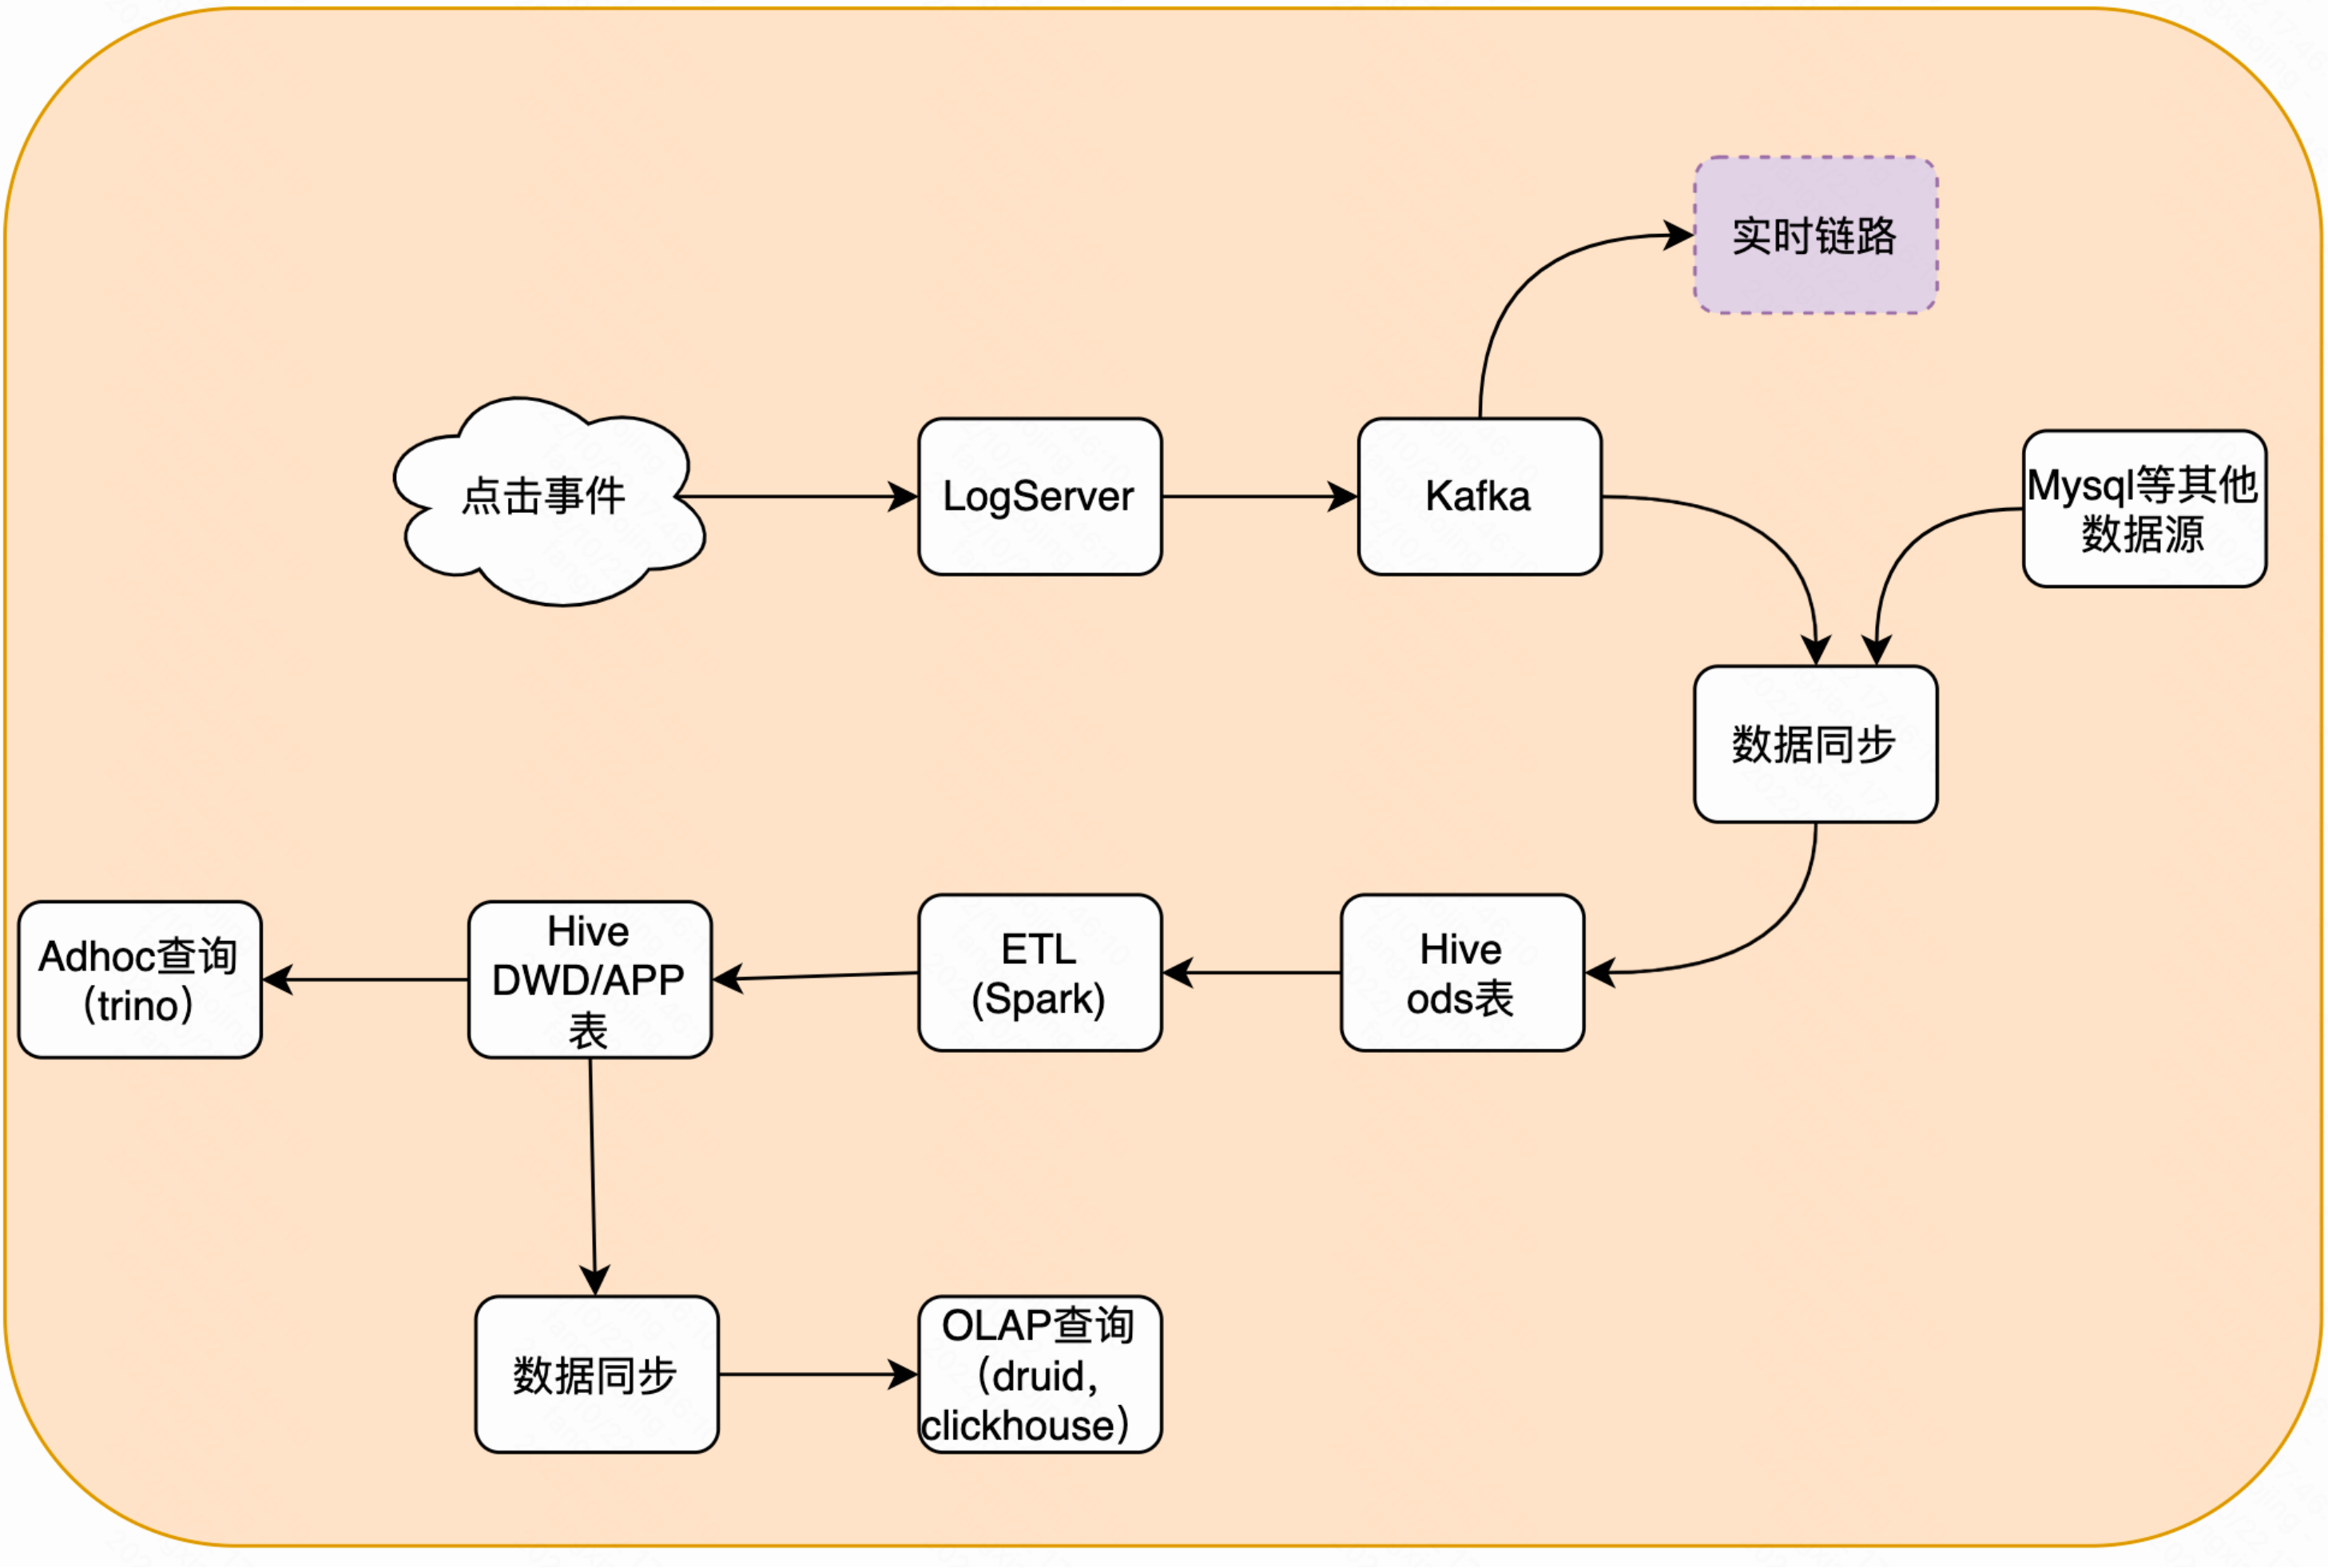 实时链路
点击事件
LogServer
Kafka
Mysql等其他
数据源
数据同步
Adhoc查询
（trino）
Hive
DWD/APP
表
ETL
(Spark)
Hive
ods表
数据同步
OLAP查询
（druid，
clickhouse）